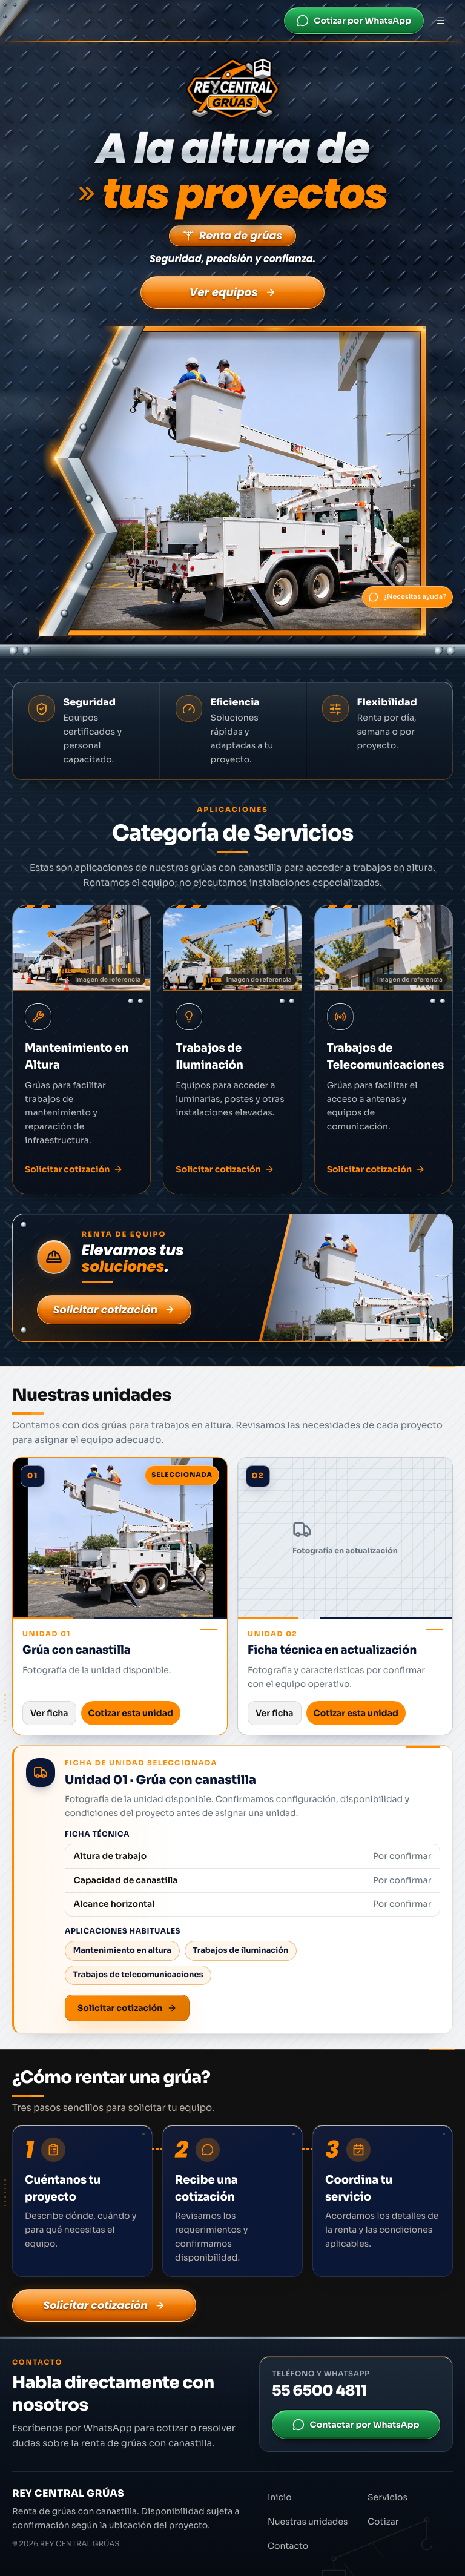 Cotizar por WhatsApp
REY CENTRAL
GRÚAS
A la altura de
tus proyectos
Renta de grúas
Seguridad, precisión y confianza.
Ver equipos
¿Necesitas ayuda?
Seguridad
Equipos
certificados y
personal
capacitado.
Eficiencia
Soluciones
rápidas y
adaptadas a tu
proyecto.
Flexibilidad
Renta por día,
semana o por
proyecto.
APLICACIONES
Categoría de Servicios
Estas son aplicaciones de nuestras grúas con canastilla para acceder a trabajos en altura.
Rentamos el equipo; no ejecutamos instalaciones especializadas.
Imagen de referencia
Mantenimiento en
Altura
Grúas para facilitar
trabajos de
mantenimiento y
reparación de
infraestructura.
Solicitar cotización
Imagen de referencia
Trabajos de
Iluminación
Equipos para acceder a
luminarias, postes y otras
instalaciones elevadas.
Solicitar cotización
Imagen de referencia
Trabajos de
Telecomunicaciones
Grúas para facilitar el
acceso a antenas y
equipos de
comunicación.
Solicitar cotización
RENTA DE EQUIPO
Elevamos tus
soluciones.
Solicitar cotización
Nuestras unidades
Contamos con dos grúas para trabajos en altura. Revisamos las necesidades de cada proyecto
para asignar el equipo adecuado.
01
SELECCIONADA
UNIDAD 01
Grúa con canastilla
Fotografía de la unidad disponible.
Ver ficha
Cotizar esta unidad
02
Fotografía en actualización
UNIDAD 02
Ficha técnica en actualización
Fotografía y características por confirmar
con el equipo operativo.
Ver ficha
Cotizar esta unidad
FICHA DE UNIDAD SELECCIONADA
Unidad 01 · Grúa con canastilla
Fotografía de la unidad disponible. Confirmamos configuración, disponibilidad y
condiciones del proyecto antes de asignar una unidad.
FICHA TÉCNICA
Altura de trabajo Por confirmar
Capacidad de canastilla Por confirmar
Alcance horizontal Por confirmar
APLICACIONES HABITUALES
Mantenimiento en altura
Trabajos de iluminación
Trabajos de telecomunicaciones
Solicitar cotización
¿Cómo rentar una grúa?
Tres pasos sencillos para solicitar tu equipo.
1
Cuéntanos tu
proyecto
Describe dónde, cuándo y
para qué necesitas el
equipo.
2
Recibe una
cotización
Revisamos los
requerimientos y
confirmamos
disponibilidad.
3
Coordina tu
servicio
Acordamos los detalles de
la renta y las condiciones
aplicables.
Solicitar cotización
CONTACTO
Habla directamente con
nosotros
Escríbenos por WhatsApp para cotizar o resolver
dudas sobre la renta de grúas con canastilla.
TELÉFONO Y WHATSAPP
55 6500 4811
Contactar por WhatsApp
REY CENTRAL GRÚAS
Renta de grúas con canastilla. Disponibilidad sujeta a
confirmación según la ubicación del proyecto.
© 2026 REY CENTRAL GRÚAS
Inicio
Servicios
Nuestras unidades
Cotizar
Contacto